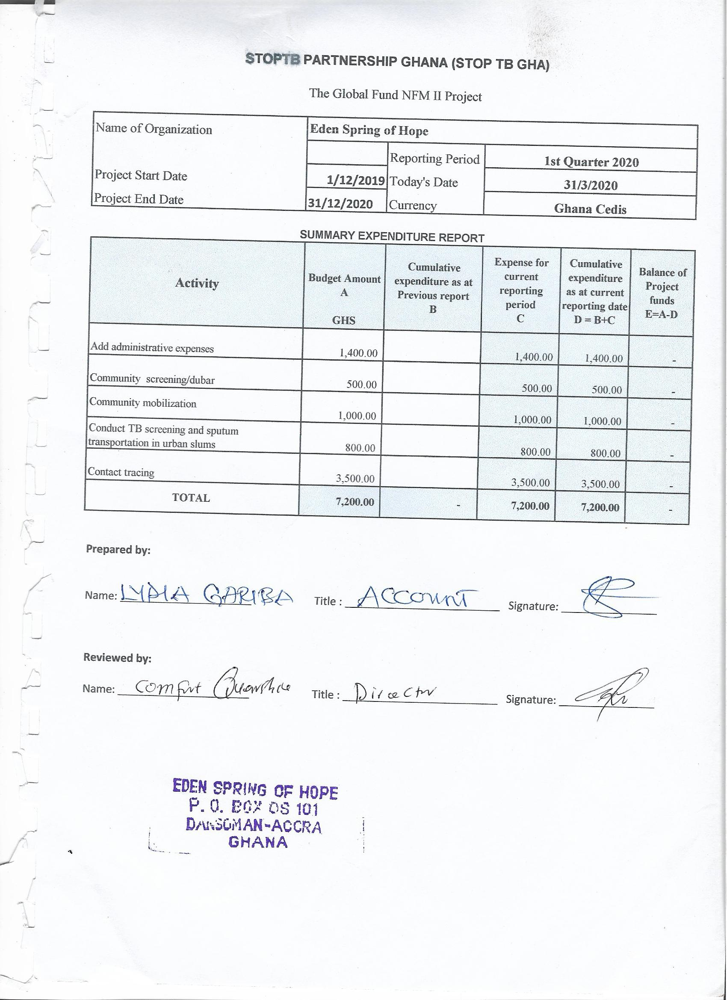 STOPTB PARTNERSHIP GHANA (STOP TB GHA)
The Global Fund NFM II Project
Name of Organization Eden Spring of Hope
Reporting Period 1st Quarter 2020
Project Start Date 1/12/2019 Today's Date 31/3/2020
Project End Date 31/12/2020 Currency Ghana Cedis
SUMMARY EXPENDITURE REPORT
Activity
Budget Amount
A
GHS
Cumulative
expenditure as at
Previous report
B
Expense for
current
reporting
period
C
Cumulative
expenditure
as at current
reporting date
D = B+C
Balance of
Project
funds
E=A-D
Add administrative expenses 1,400.00 1,400.00 1,400.00 -
Community screening/dubar 500.00 500.00 500.00 -
Community mobilization 1,000.00 1,000.00 1,000.00 -
Conduct TB screening and sputum
transportation in urban slums 800.00 800.00 800.00 -
Contact tracing 3,500.00 3,500.00 3,500.00 -
TOTAL 7,200.00 - 7,200.00 7,200.00 -
Prepared by:
Name: LYDIA GARIBA Title : ACCOUNT Signature:
Reviewed by:
Name: Comfort Title : Director Signature:
EDEN SPRING OF HOPE
P. O. BOX OS 101
DANSOMAN-ACCRA
GHANA